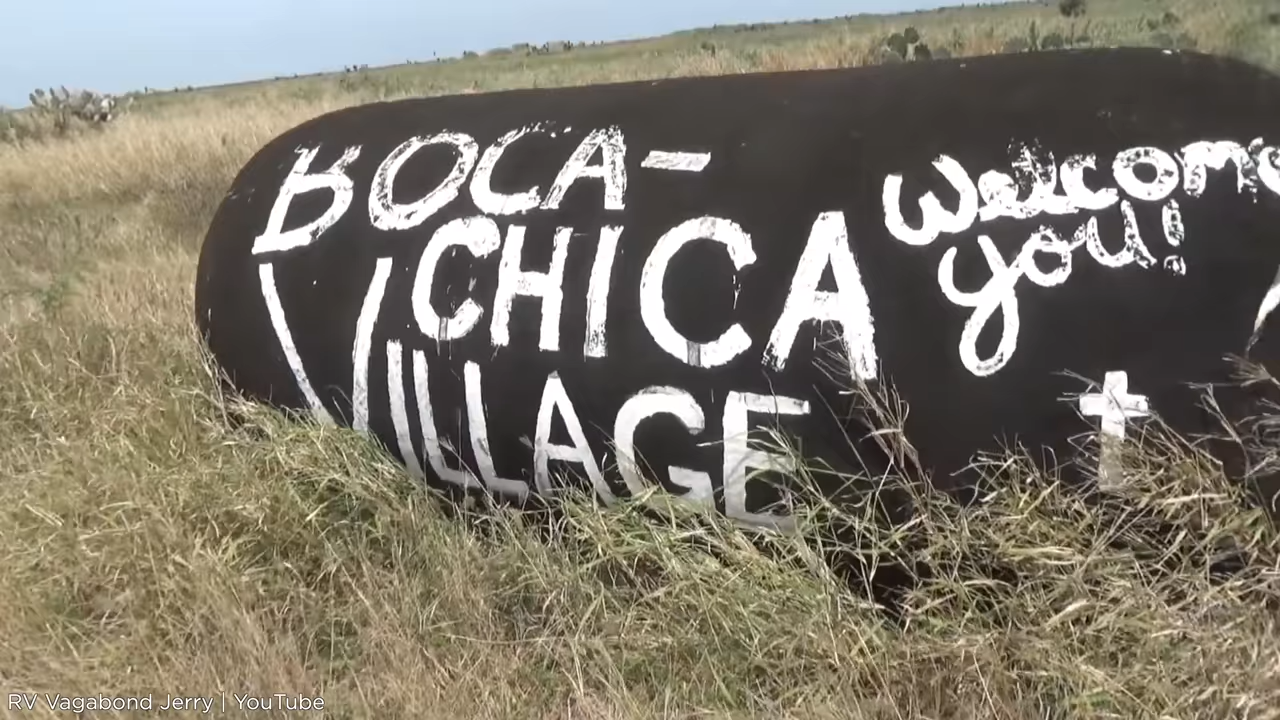 BOCA-
CHICA
VILLAGE
Welcome
you!
RV Vagabond Jerry | YouTube